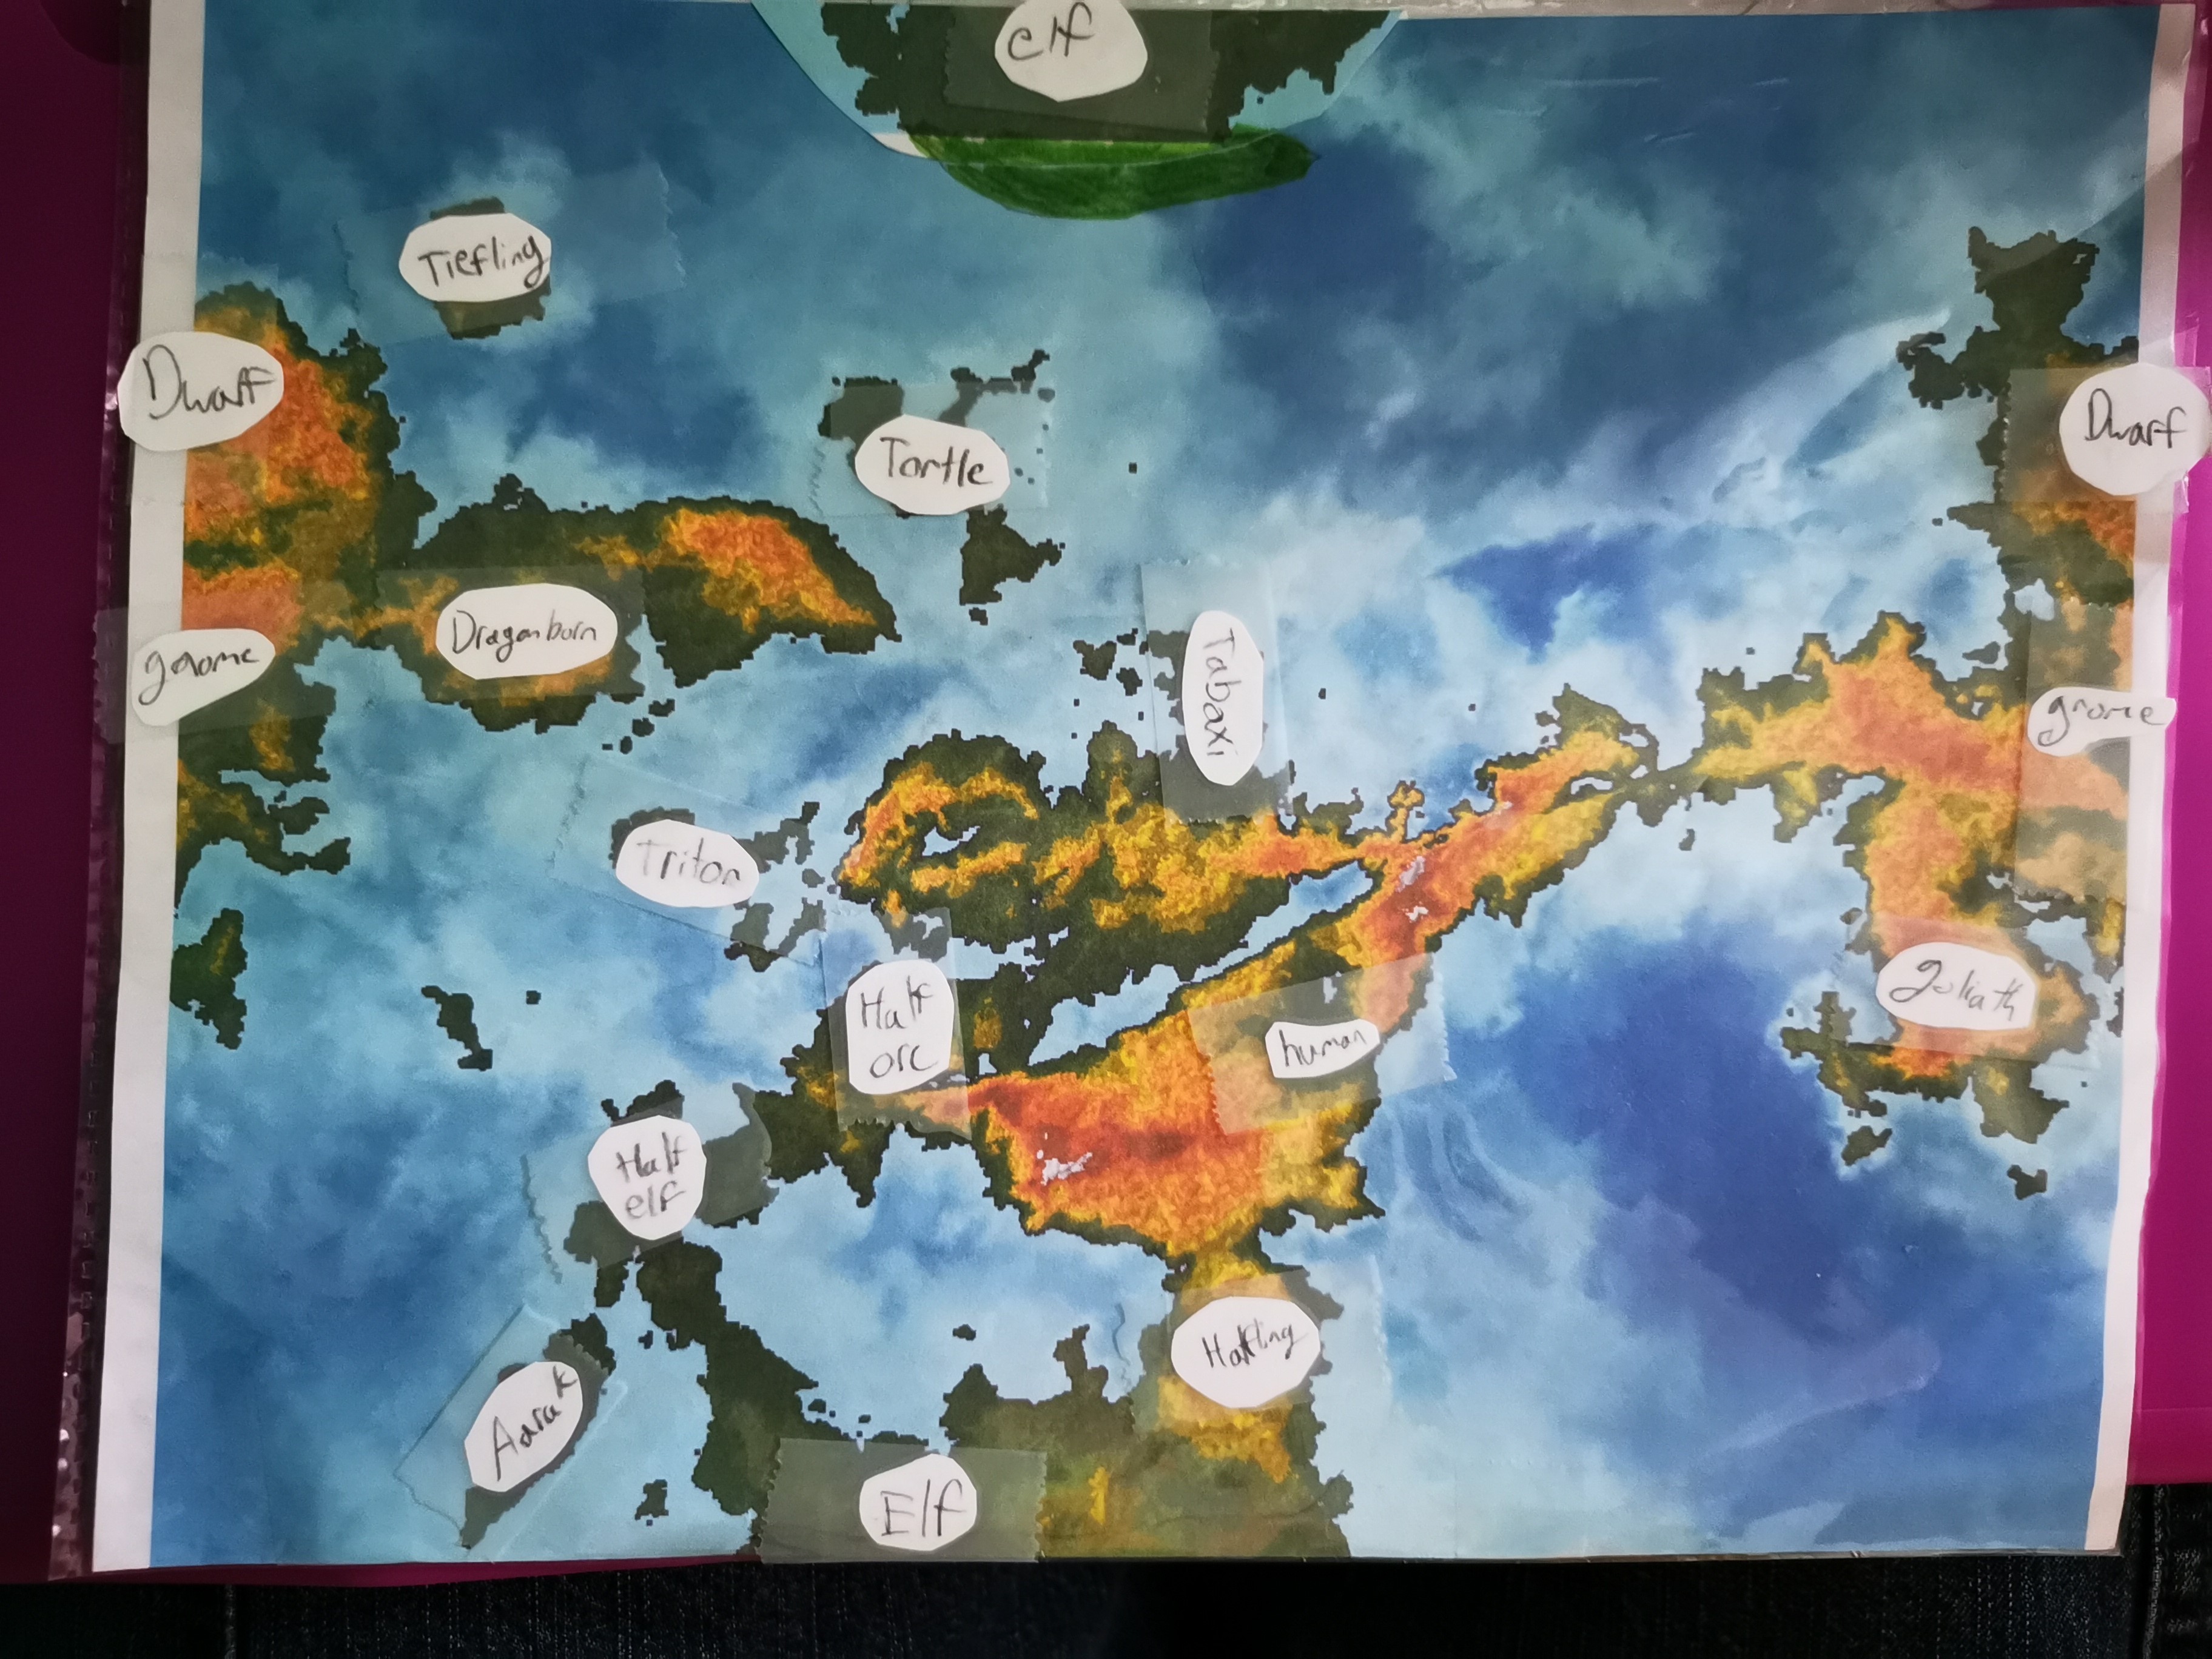 elf
Tiefling
Dwarf
Dwarf
Tortle
Dragonborn
gnome
Tabaxi
gnome
Triton
goliath
Half
orc
human
Half
elf
Halfling
Aarak
Elf